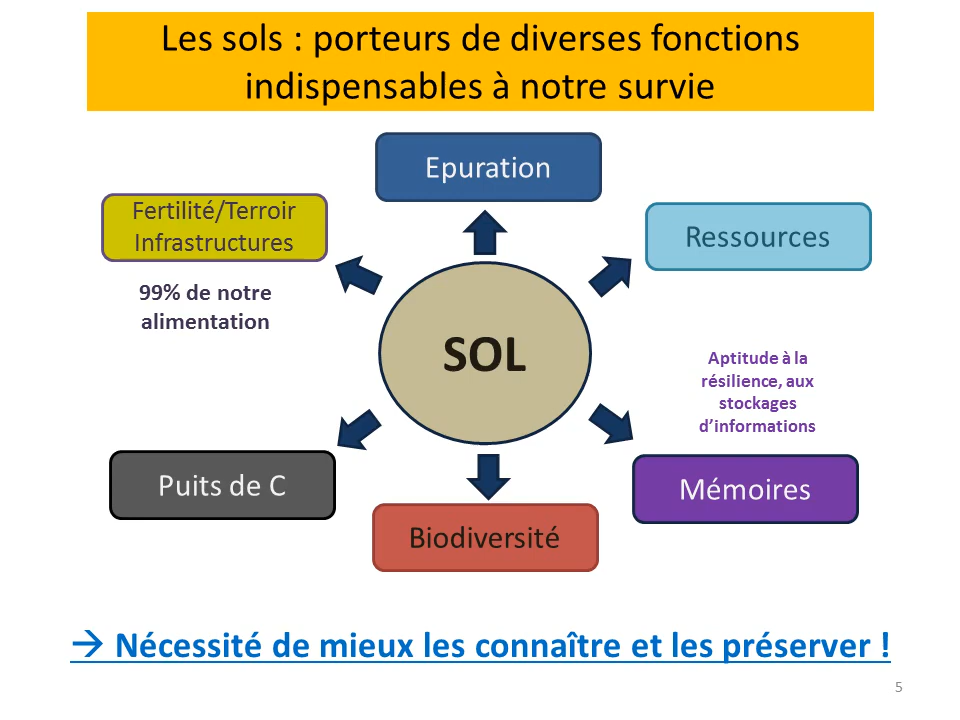 Les sols : porteurs de diverses fonctions
indispensables à notre survie
Epuration
Fertilité/Terroir
Infrastructures
Ressources
99% de notre
alimentation
SOL
Aptitude à la
résilience, aux
stockages
d’informations
Puits de C
Mémoires
Biodiversité
→ Nécessité de mieux les connaître et les préserver !
5